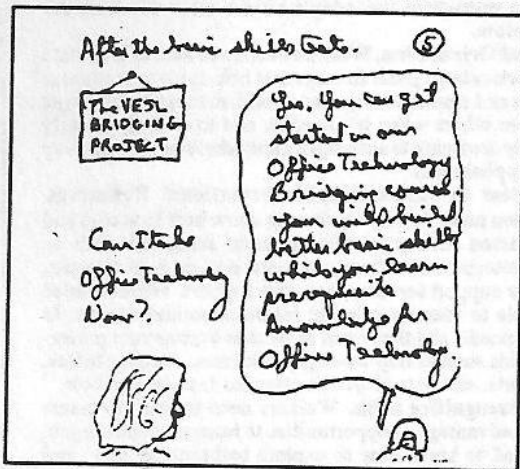 After the basic skills tests.
5
THE VESL
BRIDGING
PROJECT
Yes. You can get
started in our
Office Technology
Bridging course.
You will build
better basic skills
while you learn
prerequisite
knowledge
Office Technology
Can I take
Office Technology
Now?